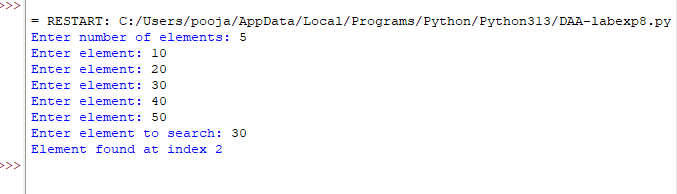 >>>
= RESTART: C:/Users/pooja/AppData/Local/Programs/Python/Python313/DAA-labexp8.py
Enter number of elements: 5
Enter element: 10
Enter element: 20
Enter element: 30
Enter element: 40
Enter element: 50
Enter element to search: 30
Element found at index 2
>>>